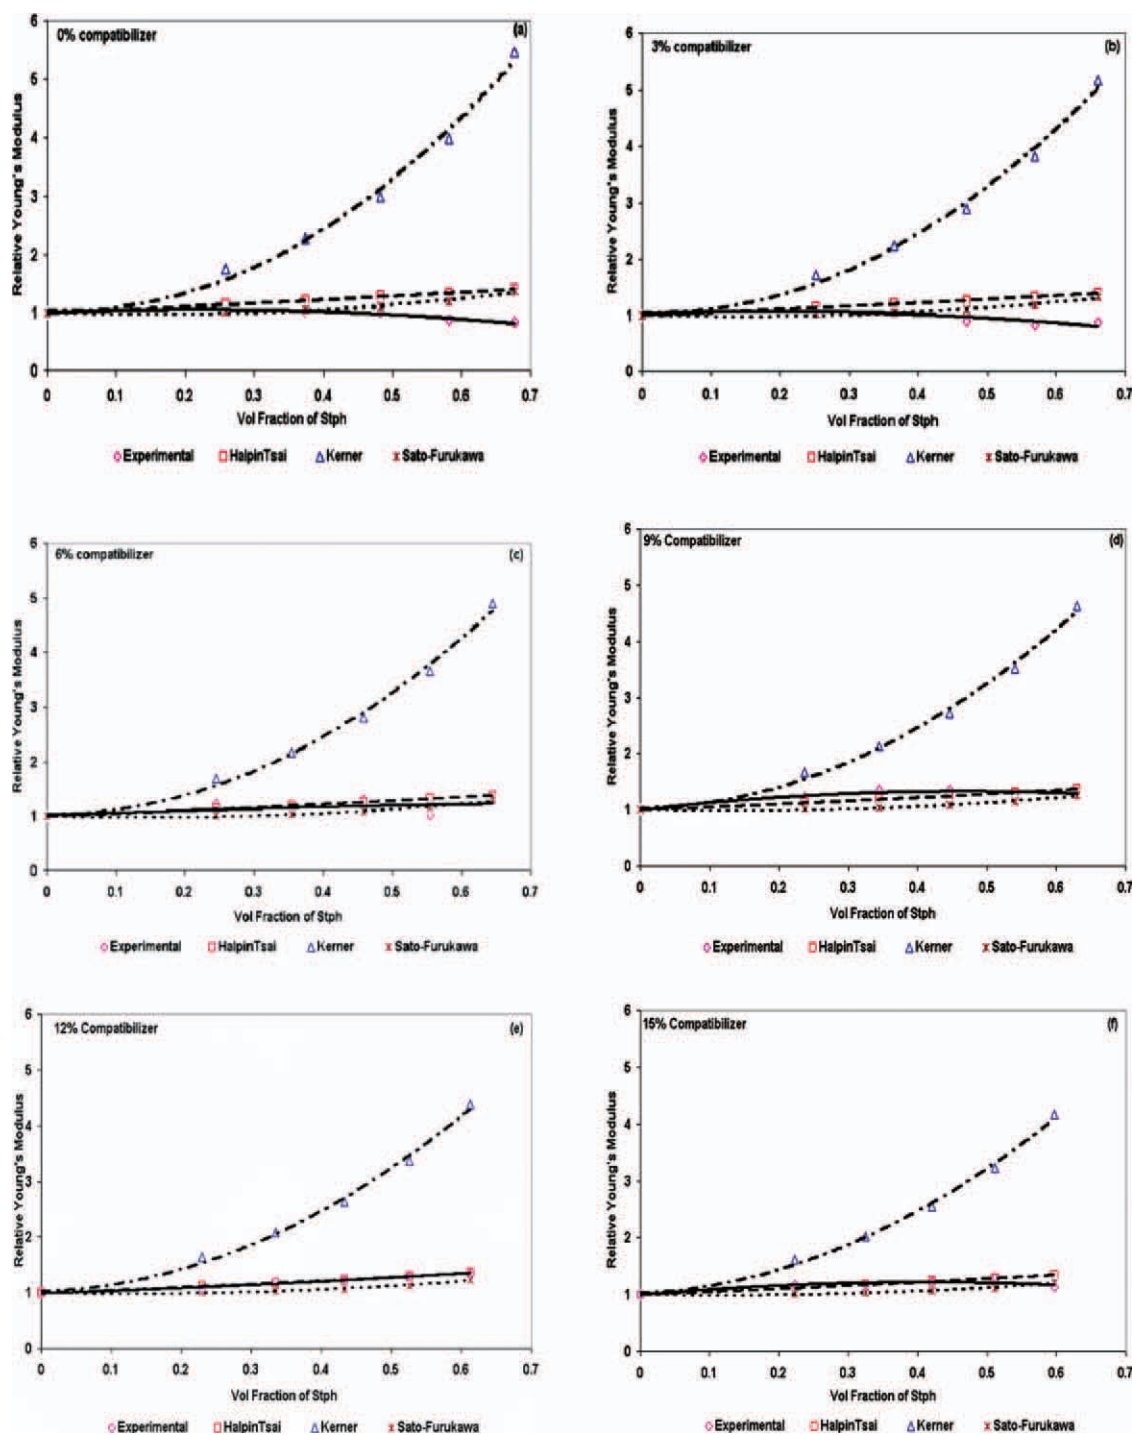 0% compatibilizer
(a)
6
5
4
3
2
1
0
Relative Young's Modulus
0 0.1 0.2 0.3 0.4 0.5 0.6 0.7
Vol Fraction of Stph
Experimental HalpinTsai Kerner Sato-Furukawa
3% compatibilizer
(b)
6
5
4
3
2
1
0
Relative Young's Modulus
0 0.1 0.2 0.3 0.4 0.5 0.6 0.7
Vol Fraction of Stph
Experimental HalpinTsai Kerner Sato-Furukawa
6% compatibilizer
(c)
6
5
4
3
2
1
0
Relative Young's Modulus
0 0.1 0.2 0.3 0.4 0.5 0.6 0.7
Vol Fraction of Stph
Experimental HalpinTsai Kerner Sato-Furukawa
9% Compatibilizer
(d)
6
5
4
3
2
1
0
Relative Young's Modulus
0 0.1 0.2 0.3 0.4 0.5 0.6 0.7
Vol Fraction of Stph
Experimental HalpinTsai Kerner Sato-Furukawa
12% Compatibilizer
(e)
6
5
4
3
2
1
0
Relative Young's Modulus
0 0.1 0.2 0.3 0.4 0.5 0.6 0.7
Vol Fraction of Stph
Experimental HalpinTsai Kerner Sato-Furukawa
15% Compatibilizer
(f)
6
5
4
3
2
1
0
Relative Young's Modulus
0 0.1 0.2 0.3 0.4 0.5 0.6 0.7
Vol Fraction of Stph
Experimental HalpinTsai Kerner Sato-Furukawa